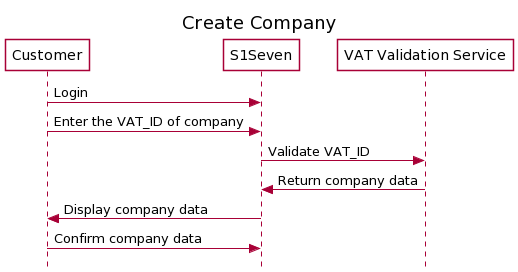 Create Company
Customer
S1Seven
VAT Validation Service
Login
Enter the VAT_ID of company
Validate VAT_ID
Return company data
Display company data
Confirm company data